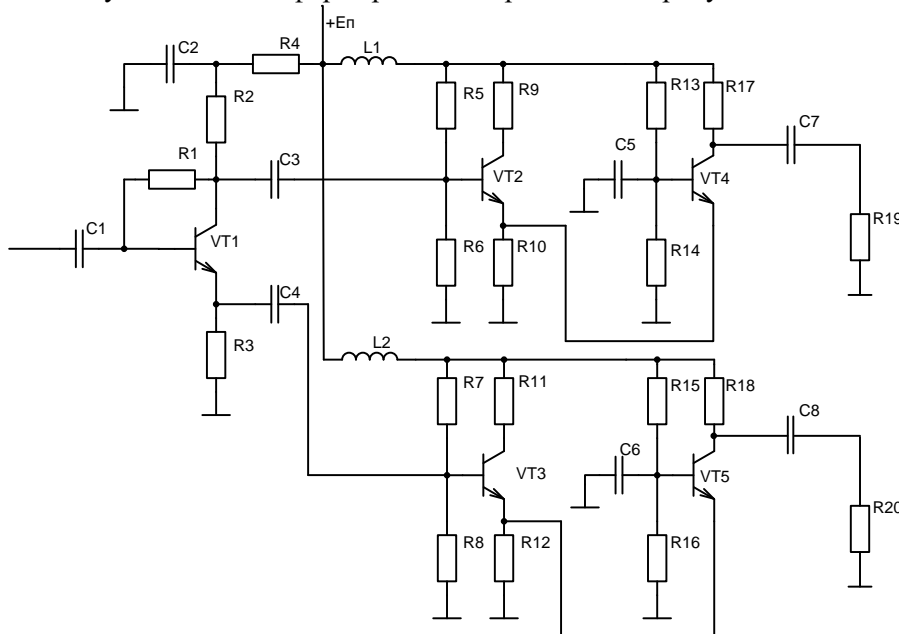 +Еп
C2
R4
L1
R2
R5
R9
R13
R17
C7
R1
C3
C5
VT2
VT4
C1
VT1
R19
R6
R10
R14
C4
R3
L2
R7
R11
R15
R18
C8
C6
VT3
VT5
R20
R8
R12
R16